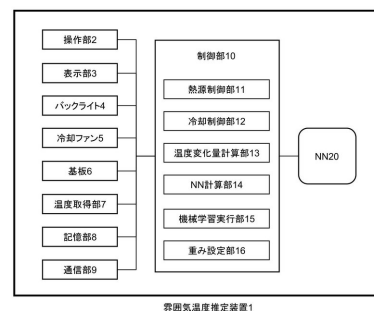 操作部2
表示部3
バックライト4
冷却ファン5
基板6
温度取得部7
記憶部8
通信部9
制御部10
熱源制御部11
冷却制御部12
温度変化量計算部13
NN計算部14
機械学習実行部15
重み設定部16
NN20
雰囲気温度推定装置1